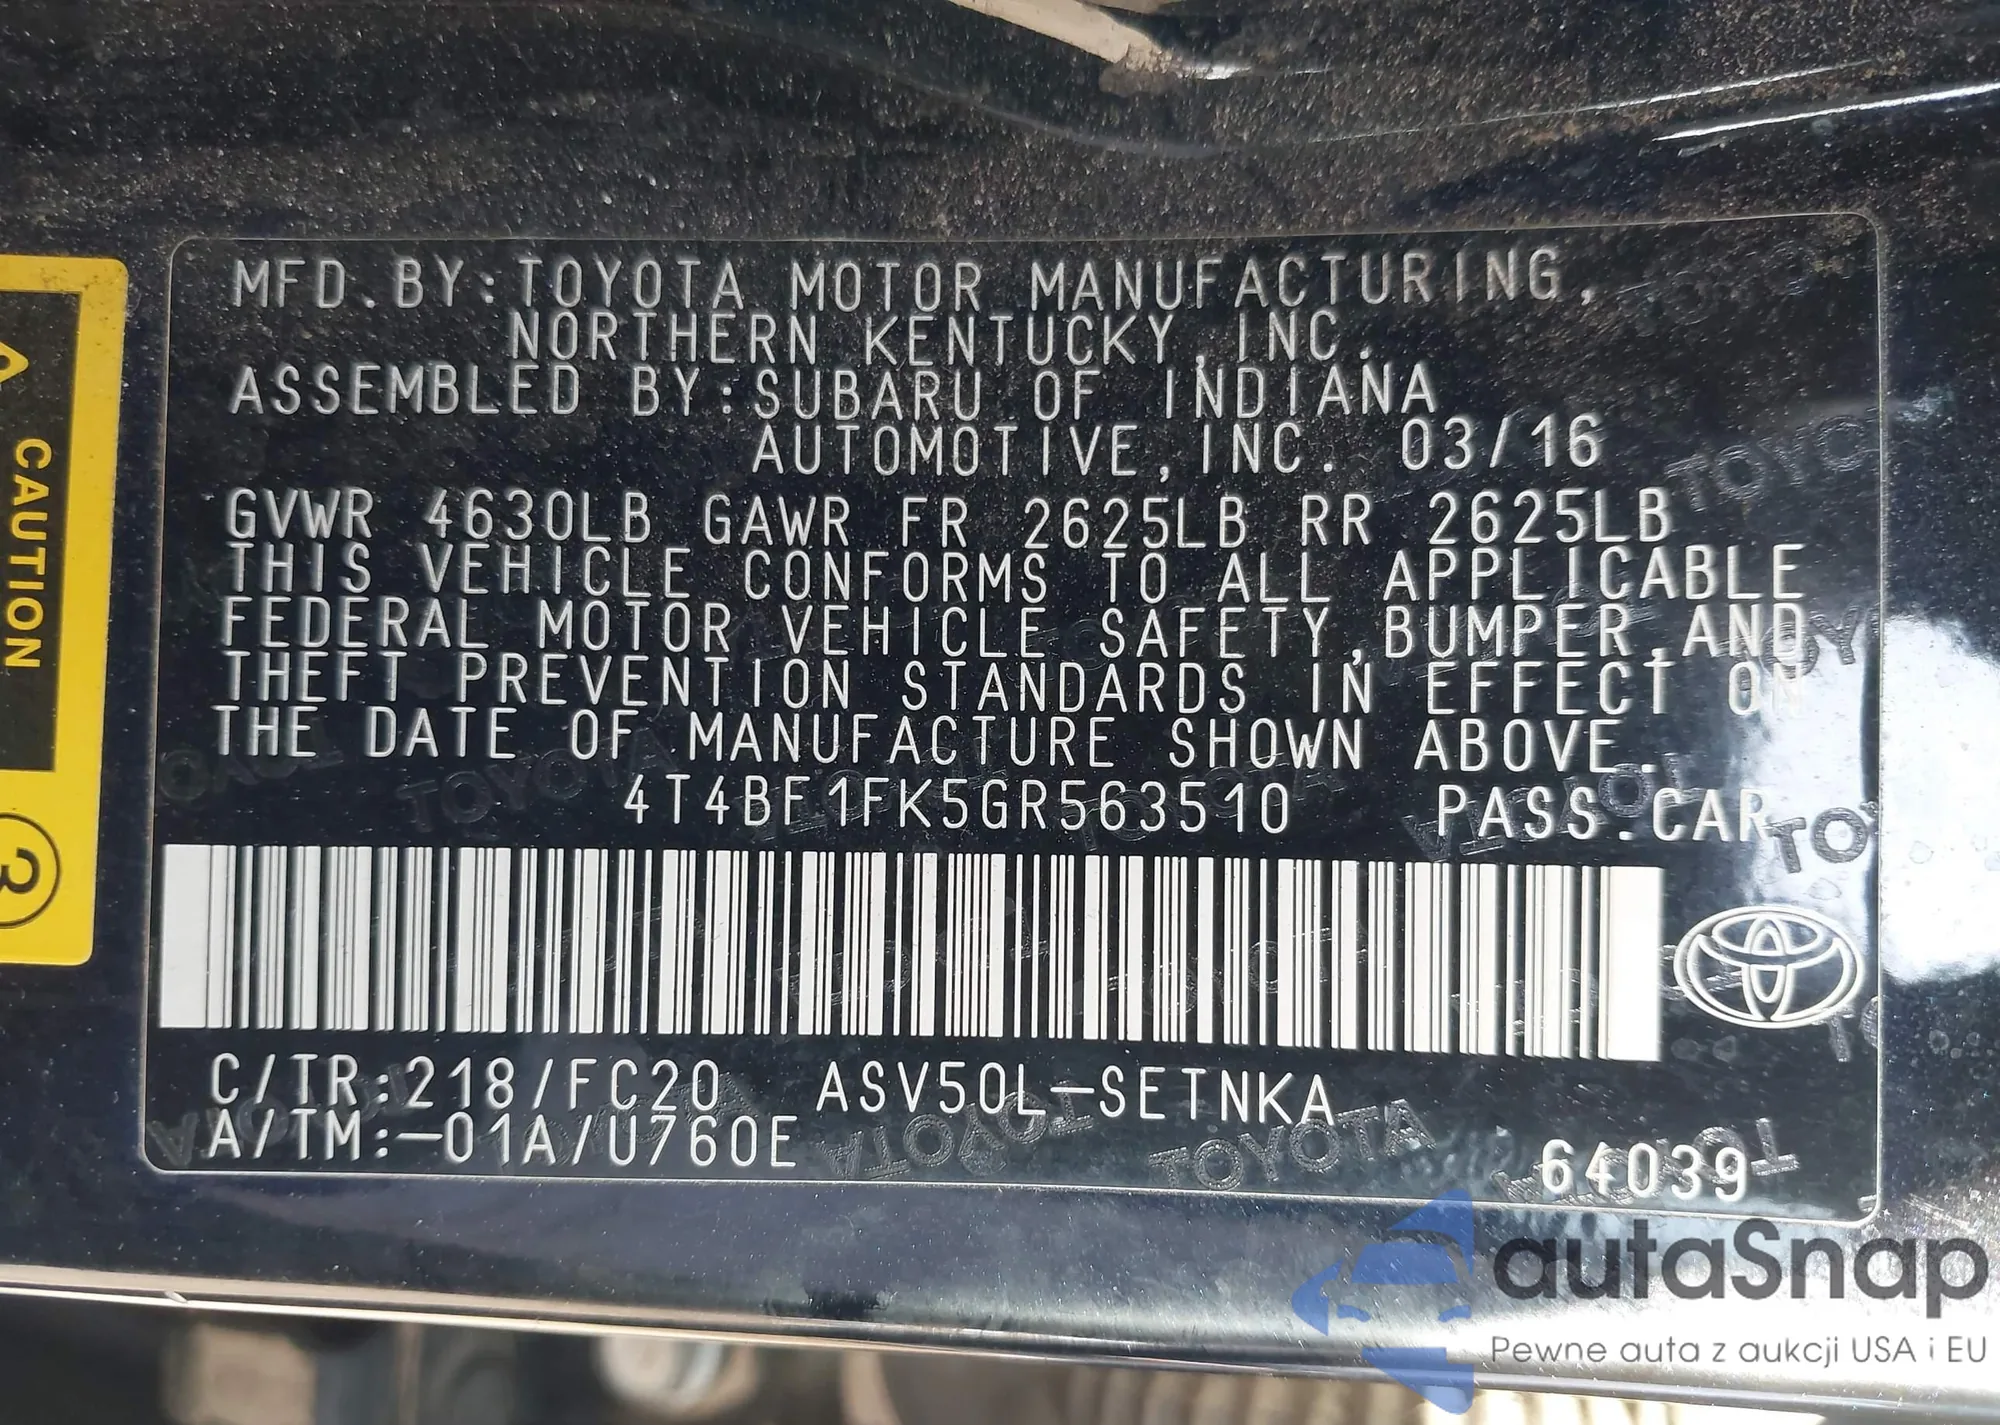 MFD.BY:TOYOTA MOTOR MANUFACTURING,
NORTHERN KENTUCKY,INC.
ASSEMBLED BY:SUBARU OF INDIANA
AUTOMOTIVE,INC. 03/16
GVWR 4630LB GAWR FR 2625LB RR 2625LB
THIS VEHICLE CONFORMS TO ALL APPLICABLE
FEDERAL MOTOR VEHICLE SAFETY,BUMPER,AND
THEFT PREVENTION STANDARDS IN EFFECT ON
THE DATE OF MANUFACTURE SHOWN ABOVE.
4T4BF1FK5GR563510 PASS.CAR
C/TR:218/FC20 ASV50L-SETNKA
A/TM:-01A/U760E
64039
CAUTION
3
autaSnap
Pewne auta z aukcji USA i EU